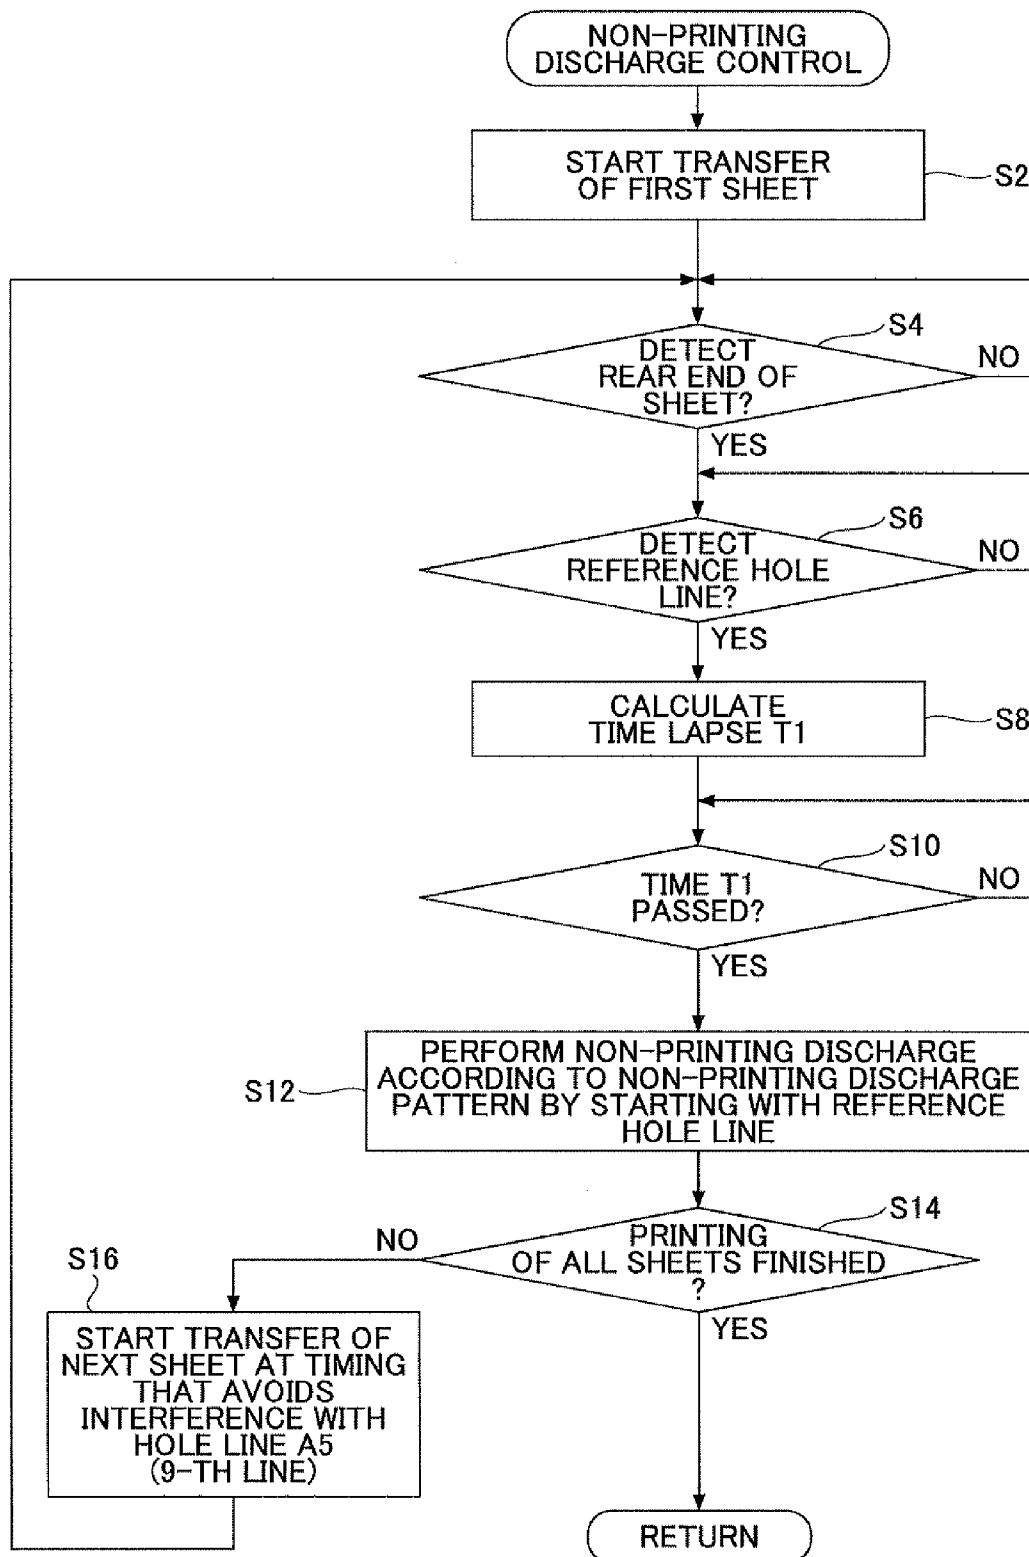 NON-PRINTING
DISCHARGE CONTROL
START TRANSFER
OF FIRST SHEET
S2
S4
DETECT
REAR END OF
SHEET?
NO
YES
S6
DETECT
REFERENCE HOLE
LINE?
NO
YES
CALCULATE
TIME LAPSE T1
S8
S10
TIME T1
PASSED?
NO
YES
S12
PERFORM NON-PRINTING DISCHARGE
ACCORDING TO NON-PRINTING DISCHARGE
PATTERN BY STARTING WITH REFERENCE
HOLE LINE
S14
PRINTING
OF ALL SHEETS FINISHED
?
NO
YES
S16
START TRANSFER OF
NEXT SHEET AT TIMING
THAT AVOIDS
INTERFERENCE WITH
HOLE LINE A5
(9-TH LINE)
RETURN